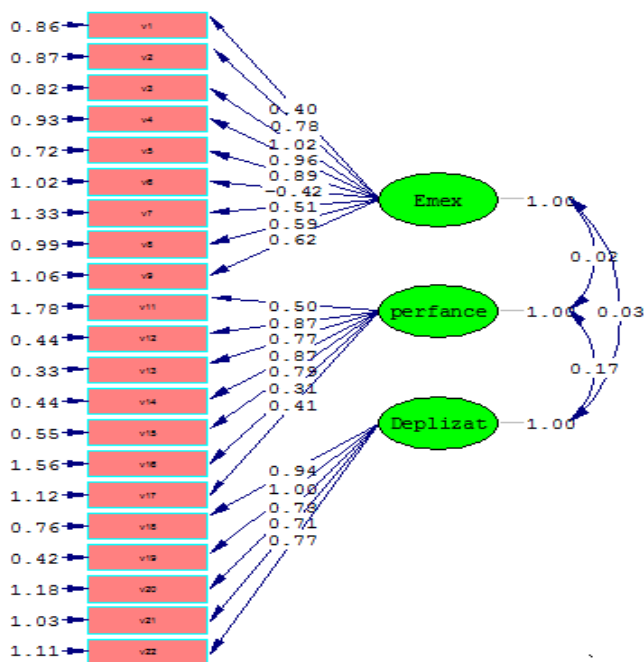 0.86 v1
0.87 v2
0.82 v3
0.93 v4
0.72 v5
1.02 v6
1.33 v7
0.99 v8
1.06 v9
1.78 v11
0.44 v12
0.33 v13
0.44 v14
0.55 v15
1.56 v16
1.12 v17
0.76 v18
0.42 v19
1.18 v20
1.03 v21
1.11 v22
0.40
0.78
1.02
0.96
0.89
-0.42
0.51
0.59
0.62
0.50
0.87
0.77
0.87
0.79
0.31
0.41
0.94
1.00
0.73
0.71
0.77
Emex 1.00
perfance 1.00
Deplizat 1.00
0.02
0.03
0.17